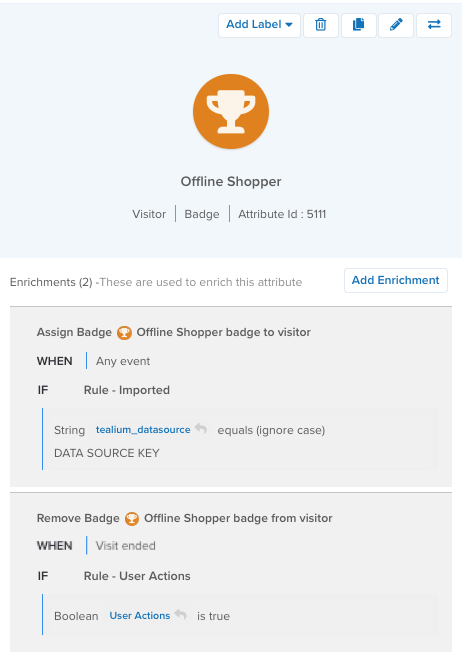 Add Label
Offline Shopper
Visitor | Badge | Attribute Id : 5111
Enrichments (2) -These are used to enrich this attribute
Add Enrichment
Assign Badge Offline Shopper badge to visitor
WHEN Any event
IF Rule - Imported
String tealium_datasource equals (ignore case)
DATA SOURCE KEY
Remove Badge Offline Shopper badge from visitor
WHEN Visit ended
IF Rule - User Actions
Boolean User Actions is true